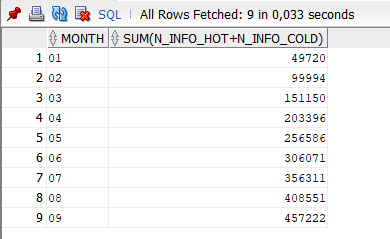 SQL | All Rows Fetched: 9 in 0,033 seconds
MONTH SUM(N_INFO_HOT+N_INFO_COLD)
1 01 49720
2 02 99994
3 03 151150
4 04 203396
5 05 256586
6 06 306071
7 07 356311
8 08 408551
9 09 457222